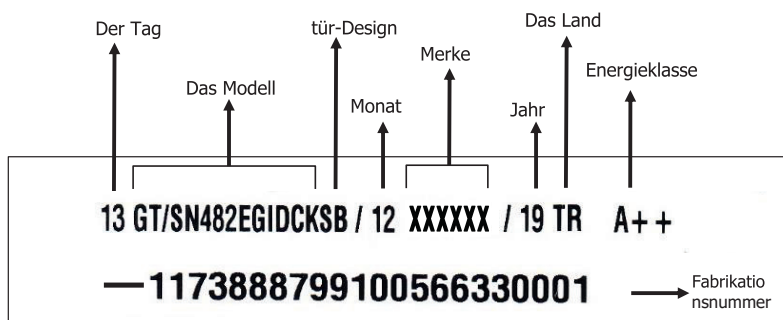 Der Tag
tür-Design
Das Land
Merke
Energieklasse
Das Modell
Monat
Jahr
13 GT/SN482EGIDCKSB / 12 XXXXXX / 19 TR A++
—1173888799100566330001
Fabrikatio
nsnummer